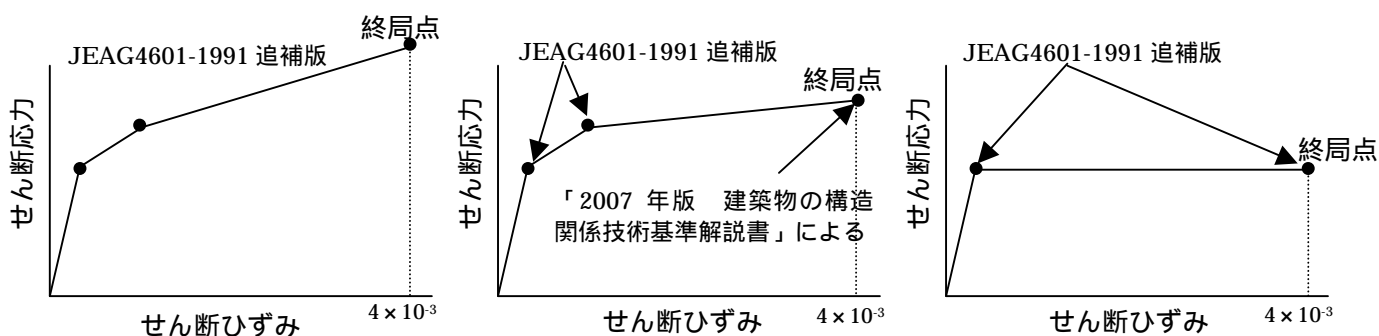 終局点
JEAG4601-1991 追補版
せん断応力
せん断ひずみ
4 × 10-3
JEAG4601-1991 追補版
終局点
せん断応力
「2007 年版　建築物の構造
関係技術基準解説書」による
せん断ひずみ
4 × 10-3
JEAG4601-1991 追補版
終局点
せん断応力
せん断ひずみ
4 × 10-3